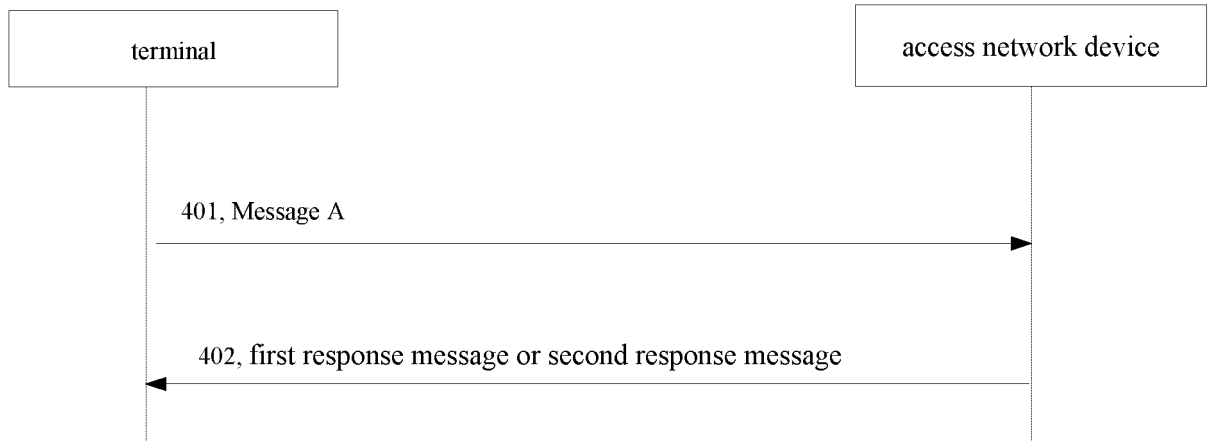 terminal
access network device
401, Message A
402, first response message or second response message